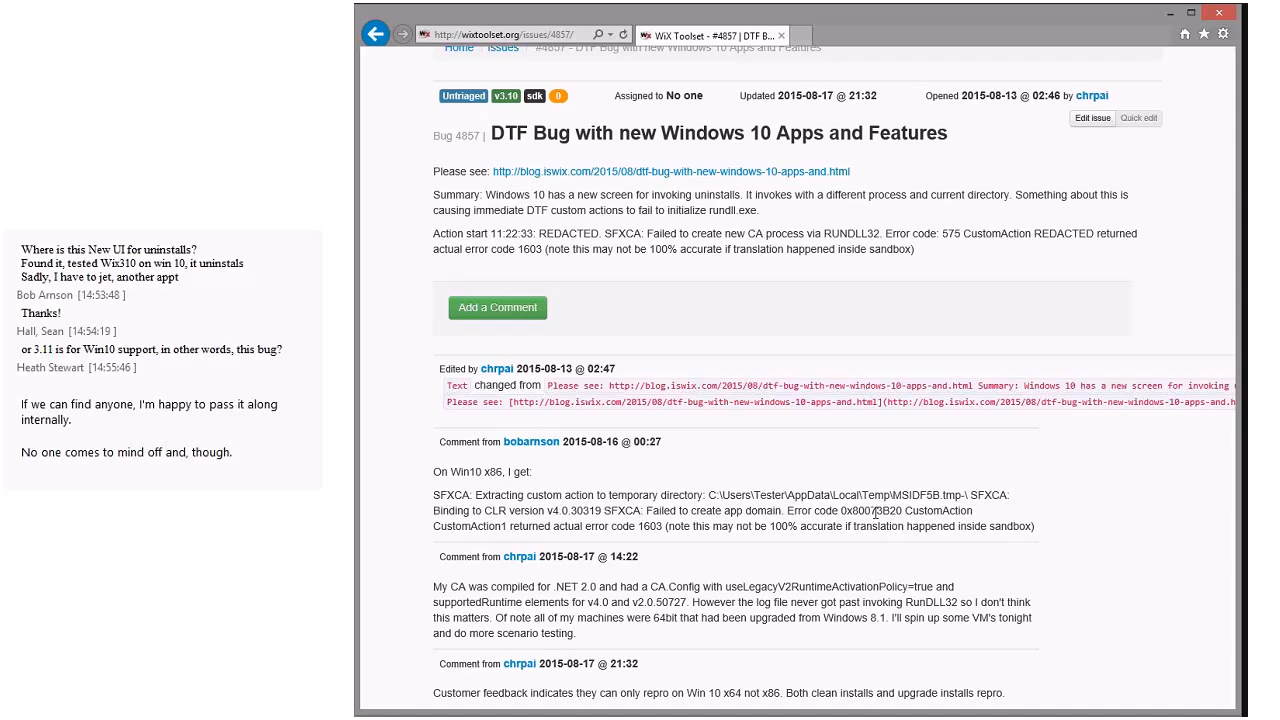 Where is this New UI for uninstalls?
Found it, tested Wix310 on win 10, it uninstals
Sadly, I have to jet, another appt
Bob Arnson [14:53:48 ]
Thanks!
Hall, Sean [14:54:19 ]
or 3.11 is for Win10 support, in other words, this bug?
Heath Stewart [14:55:46 ]
If we can find anyone, I'm happy to pass it along
internally.
No one comes to mind off and, though.
http://wixtoolset.org/issues/4857/
WiX Toolset - #4857 | DTF B...
Home Issues #4857 - DTF Bug with new Windows 10 Apps and Features
Untriaged v3.10 sdk 0 Assigned to No one Updated 2015-08-17 @ 21:32 Opened 2015-08-13 @ 02:46 by chrpai
Edit issue Quick edit
Bug 4857 | DTF Bug with new Windows 10 Apps and Features
Please see: http://blog.iswix.com/2015/08/dtf-bug-with-new-windows-10-apps-and.html
Summary: Windows 10 has a new screen for invoking uninstalls. It invokes with a different process and current directory. Something about this is
causing immediate DTF custom actions to fail to initialize rundll.exe.
Action start 11:22:33: REDACTED. SFXCA: Failed to create new CA process via RUNDLL32. Error code: 575 CustomAction REDACTED returned
actual error code 1603 (note this may not be 100% accurate if translation happened inside sandbox)
Add a Comment
Edited by chrpai 2015-08-13 @ 02:47
Text changed from Please see: http://blog.iswix.com/2015/08/dtf-bug-with-new-windows-10-apps-and.html Summary: Windows 10 has a new screen for invoking
Please see: [http://blog.iswix.com/2015/08/dtf-bug-with-new-windows-10-apps-and.html](http://blog.iswix.com/2015/08/dtf-bug-with-new-windows-10-apps-and.h
Comment from bobarnson 2015-08-16 @ 00:27
On Win10 x86, I get:
SFXCA: Extracting custom action to temporary directory: C:\Users\Tester\AppData\Local\Temp\MSIDF5B.tmp-\ SFXCA:
Binding to CLR version v4.0.30319 SFXCA: Failed to create app domain. Error code 0x80073B20 CustomAction
CustomAction1 returned actual error code 1603 (note this may not be 100% accurate if translation happened inside sandbox)
Comment from chrpai 2015-08-17 @ 14:22
My CA was compiled for .NET 2.0 and had a CA.Config with useLegacyV2RuntimeActivationPolicy=true and
supportedRuntime elements for v4.0 and v2.0.50727. However the log file never got past invoking RunDLL32 so I don't think
this matters. Of note all of my machines were 64bit that had been upgraded from Windows 8.1. I'll spin up some VM's tonight
and do more scenario testing.
Comment from chrpai 2015-08-17 @ 21:32
Customer feedback indicates they can only repro on Win 10 x64 not x86. Both clean installs and upgrade installs repro.